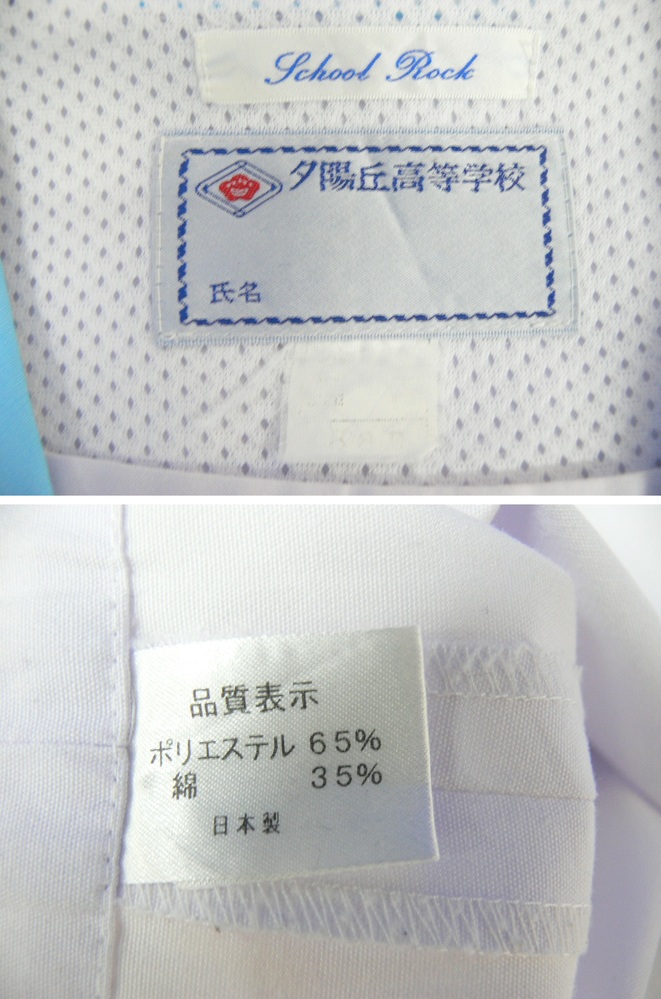 School Rock
夕陽丘高等学校
氏名
品質表示
ポリエステル 65%
綿 35%
日本製